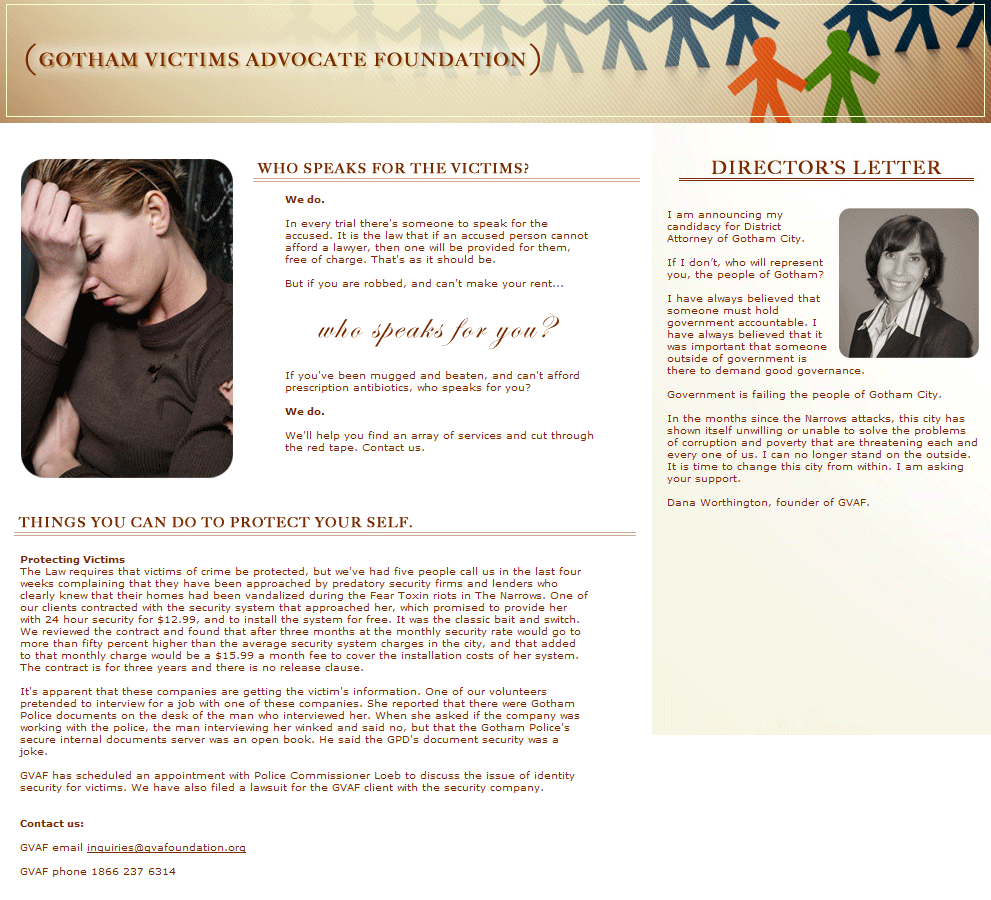 (GOTHAM VICTIMS ADVOCATE FOUNDATION)
WHO SPEAKS FOR THE VICTIMS?
We do.
In every trial there's someone to speak for the
accused. It is the law that if an accused person cannot
afford a lawyer, then one will be provided for them,
free of charge. That's as it should be.
But if you are robbed, and can't make your rent...
who speaks for you?
If you've been mugged and beaten, and can't afford
prescription antibiotics, who speaks for you?
We do.
We'll help you find an array of services and cut through
the red tape. Contact us.
DIRECTOR'S LETTER
I am announcing my
candidacy for District
Attorney of Gotham City.
If I don't, who will represent
you, the people of Gotham?
I have always believed that
someone must hold
government accountable. I
have always believed that it
was important that someone
outside of government is
there to demand good governance.
Government is failing the people of Gotham City.
In the months since the Narrows attacks, this city has
shown itself unwilling or unable to solve the problems
of corruption and poverty that are threatening each and
every one of us. I can no longer stand on the outside.
It is time to change this city from within. I am asking
your support.
Dana Worthington, founder of GVAF.
THINGS YOU CAN DO TO PROTECT YOUR SELF.
Protecting Victims
The Law requires that victims of crime be protected, but we've had five people call us in the last four
weeks complaining that they have been approached by predatory security firms and lenders who
clearly knew that their homes had been vandalized during the Fear Toxin riots in The Narrows. One of
our clients contracted with the security system that approached her, which promised to provide her
with 24 hour security for $12.99, and to install the system for free. It was the classic bait and switch.
We reviewed the contract and found that after three months at the monthly security rate would go to
more than fifty percent higher than the average security system charges in the city, and that added
to that monthly charge would be a $15.99 a month fee to cover the installation costs of her system.
The contract is for three years and there is no release clause.
It's apparent that these companies are getting the victim's information. One of our volunteers
pretended to interview for a job with one of these companies. She reported that there were Gotham
Police documents on the desk of the man who interviewed her. When she asked if the company was
working with the police, the man interviewing her winked and said no, but that the Gotham Police's
secure internal documents server was an open book. He said the GPD's document security was a
joke.
GVAF has scheduled an appointment with Police Commissioner Loeb to discuss the issue of identity
security for victims. We have also filed a lawsuit for the GVAF client with the security company.
Contact us:
GVAF email inquiries@gvafoundation.org
GVAF phone 1866 237 6314